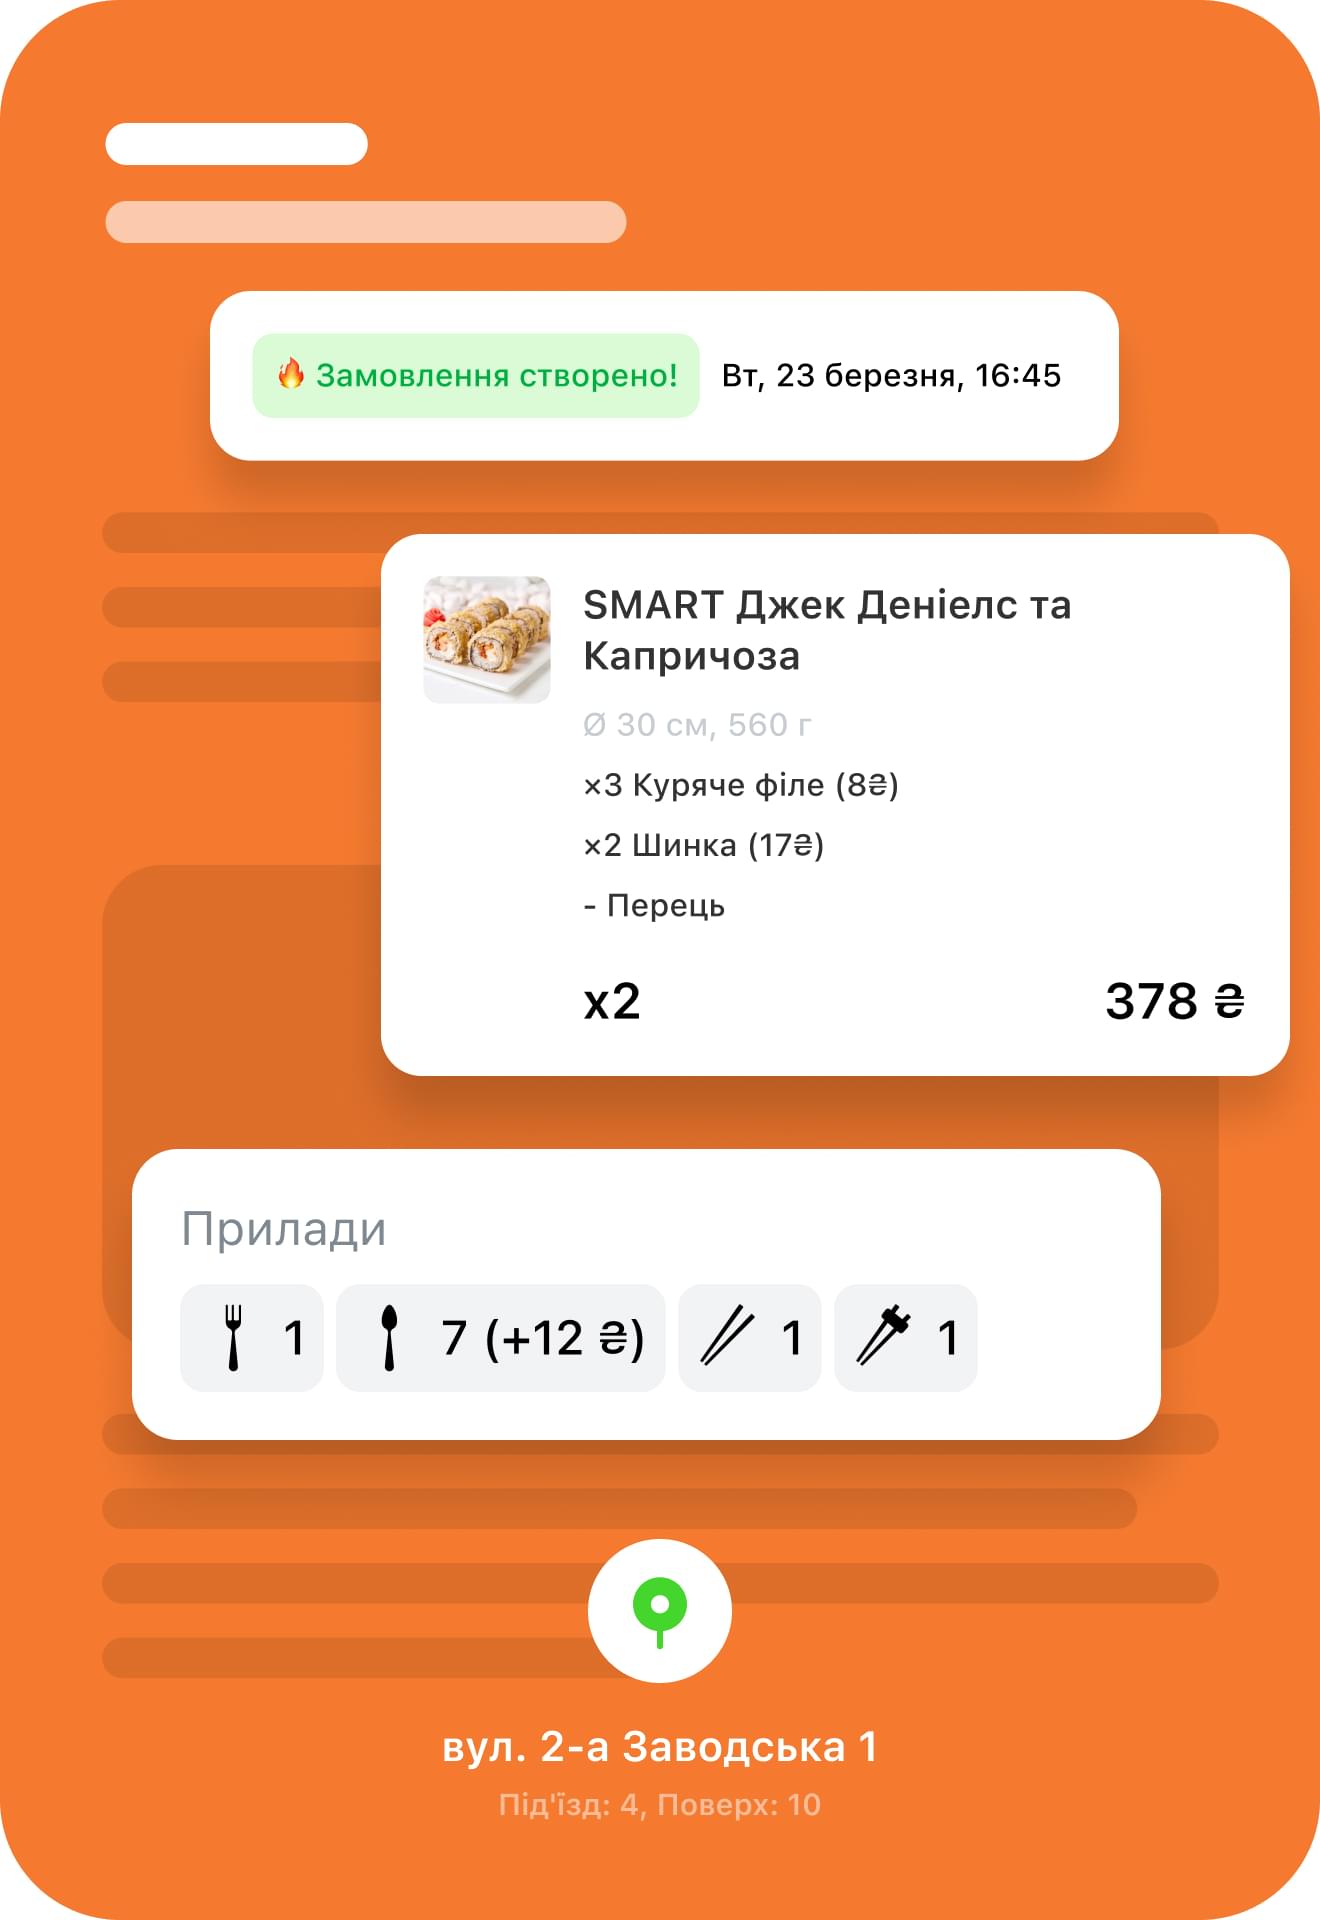 🔥 Замовлення створено! Вт, 23 березня, 16:45
SMART Джек Деніелс та
Капричоза
Ø 30 см, 560 г
×3 Куряче філе (8₴)
×2 Шинка (17₴)
- Перець
x2 378 ₴
Прилади
1 7 (+12 ₴) 1 1
вул. 2-а Заводська 1
Під'їзд: 4, Поверх: 10